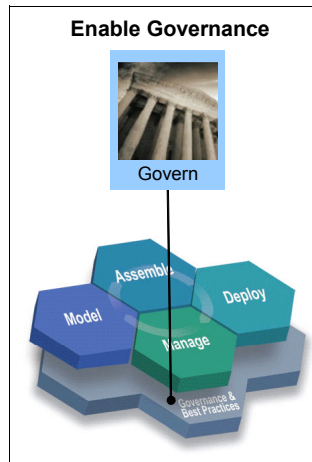 Enable Governance
Govern
Assemble
Deploy
Model
Manage
Governance &
Best Practices